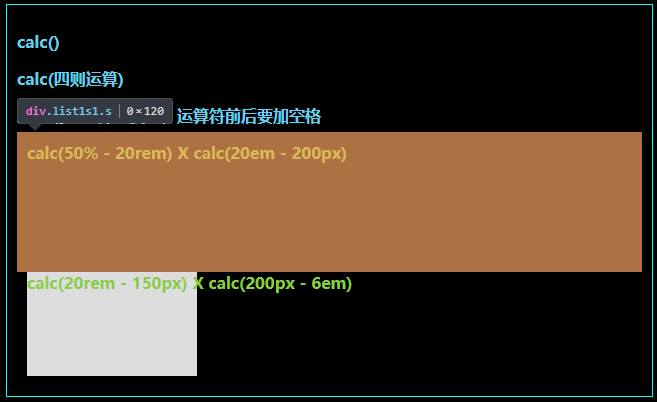 calc()
calc(四则运算)
div.list1s1.s 0×120
运算符前后要加空格
calc(50% - 20rem) X calc(20em - 200px)
calc(20rem - 150px) X calc(200px - 6em)